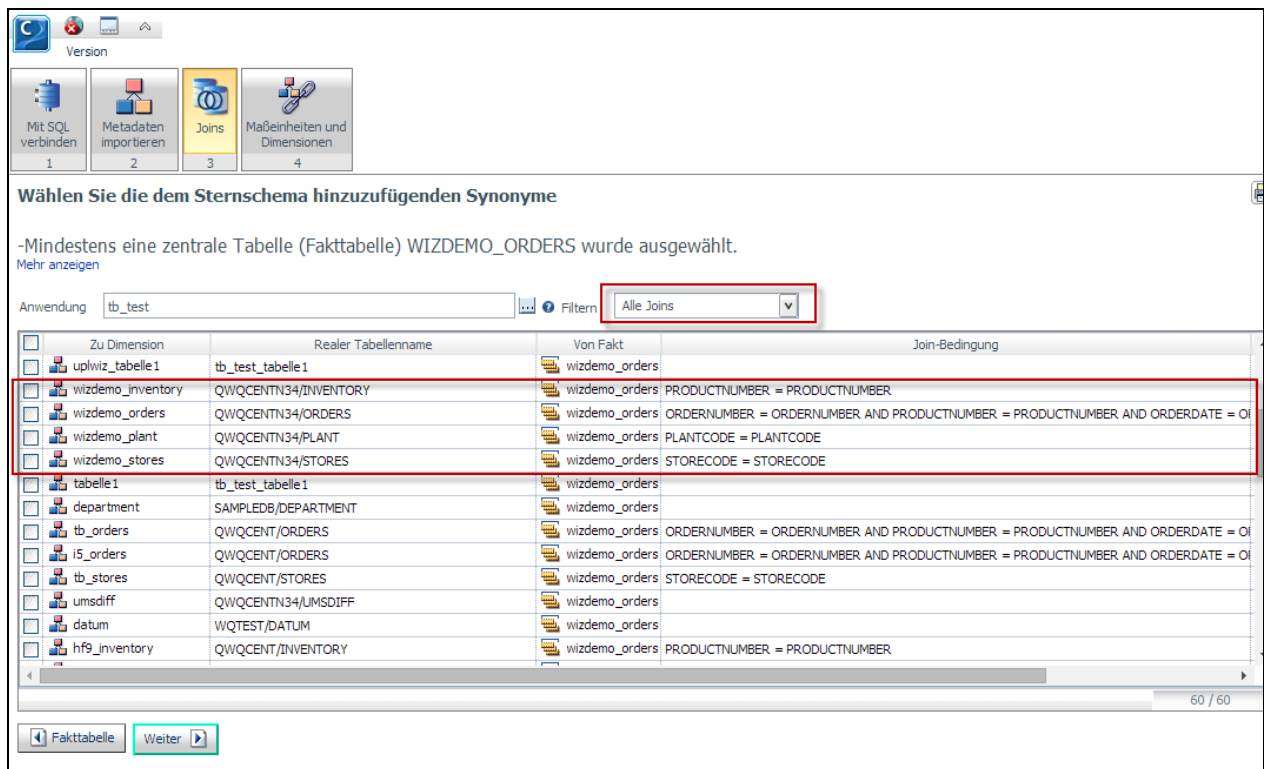 C
Version
Mit SQL verbinden
1
Metadaten importieren
2
Joins
3
Maßeinheiten und Dimensionen
4
Wählen Sie die dem Sternschema hinzuzufügenden Synonyme
-Mindestens eine zentrale Tabelle (Fakttabelle) WIZDEMO_ORDERS wurde ausgewählt.
Mehr anzeigen
Anwendung tb_test ... ? Filtern Alle Joins
Zu Dimension Realer Tabellenname Von Fakt Join-Bedingung
uplwiz_tabelle1 tb_test_tabelle1 wizdemo_orders
wizdemo_inventory QWQCENTN34/INVENTORY wizdemo_orders PRODUCTNUMBER = PRODUCTNUMBER
wizdemo_orders QWQCENTN34/ORDERS wizdemo_orders ORDERNUMBER = ORDERNUMBER AND PRODUCTNUMBER = PRODUCTNUMBER AND ORDERDATE =
wizdemo_plant QWQCENTN34/PLANT wizdemo_orders PLANTCODE = PLANTCODE
wizdemo_stores QWQCENTN34/STORES wizdemo_orders STORECODE = STORECODE
tabelle1 tb_test_tabelle1 wizdemo_orders
department SAMPLEDB/DEPARTMENT wizdemo_orders
tb_orders QWQCENT/ORDERS wizdemo_orders ORDERNUMBER = ORDERNUMBER AND PRODUCTNUMBER = PRODUCTNUMBER AND ORDERDATE =
i5_orders QWQCENT/ORDERS wizdemo_orders ORDERNUMBER = ORDERNUMBER AND PRODUCTNUMBER = PRODUCTNUMBER AND ORDERDATE =
tb_stores QWQCENT/STORES wizdemo_orders STORECODE = STORECODE
umsdiff QWQCENTN34/UMSDIFF wizdemo_orders
datum WQTEST/DATUM wizdemo_orders
hf9_inventory QWQCENT/INVENTORY wizdemo_orders PRODUCTNUMBER = PRODUCTNUMBER
60 / 60
Fakttabelle Weiter